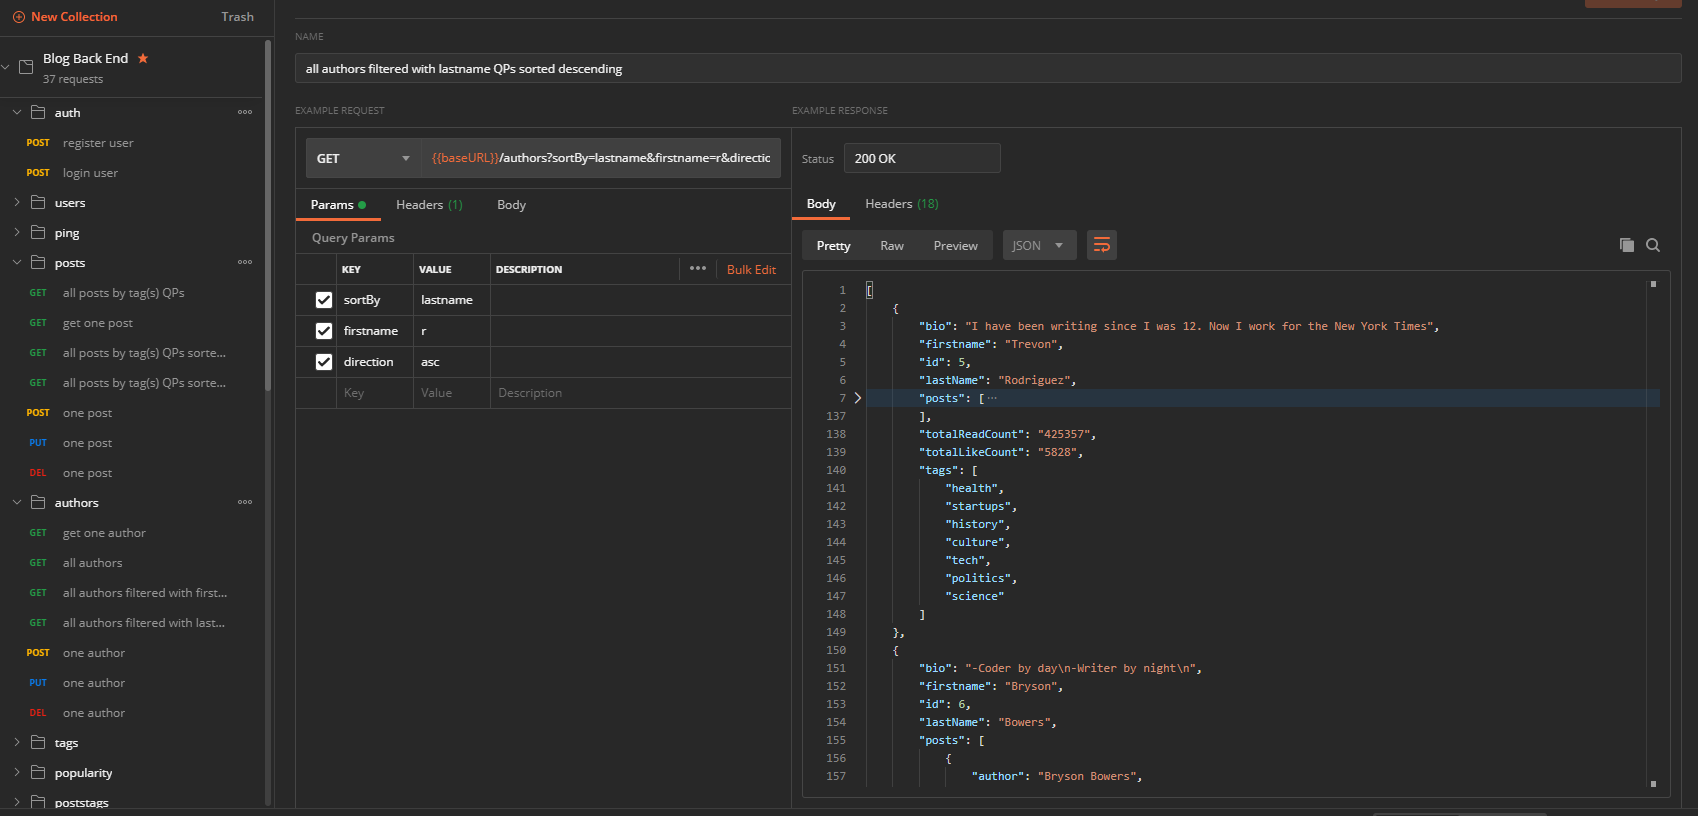 New Collection
Trash
Blog Back End
37 requests
auth
POST register user
POST login user
users
ping
posts
GET all posts by tag(s) QPs
GET get one post
GET all posts by tag(s) QPs sorte...
GET all posts by tag(s) QPs sorte...
POST one post
PUT one post
DEL one post
authors
GET get one author
GET all authors
GET all authors filtered with first...
GET all authors filtered with last...
POST one author
PUT one author
DEL one author
tags
popularity
poststags
NAME
all authors filtered with lastname QPs sorted descending
EXAMPLE REQUEST
GET {{baseURL}}/authors?sortBy=lastname&firstname=r&directic
Params Headers (1) Body
Query Params
KEY VALUE DESCRIPTION ••• Bulk Edit
sortBy lastname
firstname r
direction asc
Key Value Description
EXAMPLE RESPONSE
Status 200 OK
Body Headers (18)
Pretty Raw Preview JSON
1 [
2 {
3 "bio": "I have been writing since I was 12. Now I work for the New York Times",
4 "firstname": "Trevon",
5 "id": 5,
6 "lastName": "Rodriguez",
7 "posts": [···
137 ],
138 "totalReadCount": "425357",
139 "totalLikeCount": "5828",
140 "tags": [
141 "health",
142 "startups",
143 "history",
144 "culture",
145 "tech",
146 "politics",
147 "science"
148 ]
149 },
150 {
151 "bio": "-Coder by day\n-Writer by night\n",
152 "firstname": "Bryson",
153 "id": 6,
154 "lastName": "Bowers",
155 "posts": [
156 {
157 "author": "Bryson Bowers",